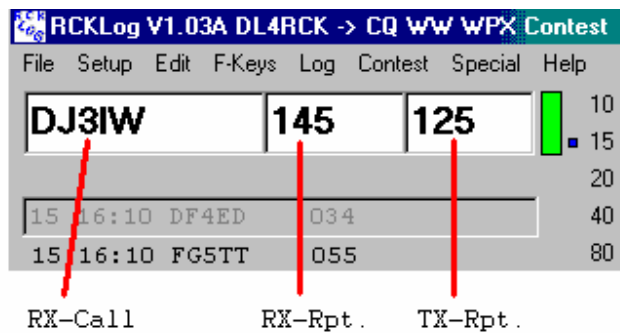 RCKLog V1.03A DL4RCK -> CQ WW WPX Contest
File Setup Edit F-Keys Log Contest Special Help
DJ3IW 145 125 10
15
20
15 16:10 DF4ED 034 40
15 16:10 FG5TT 055 80
RX-Call RX-Rpt. TX-Rpt.